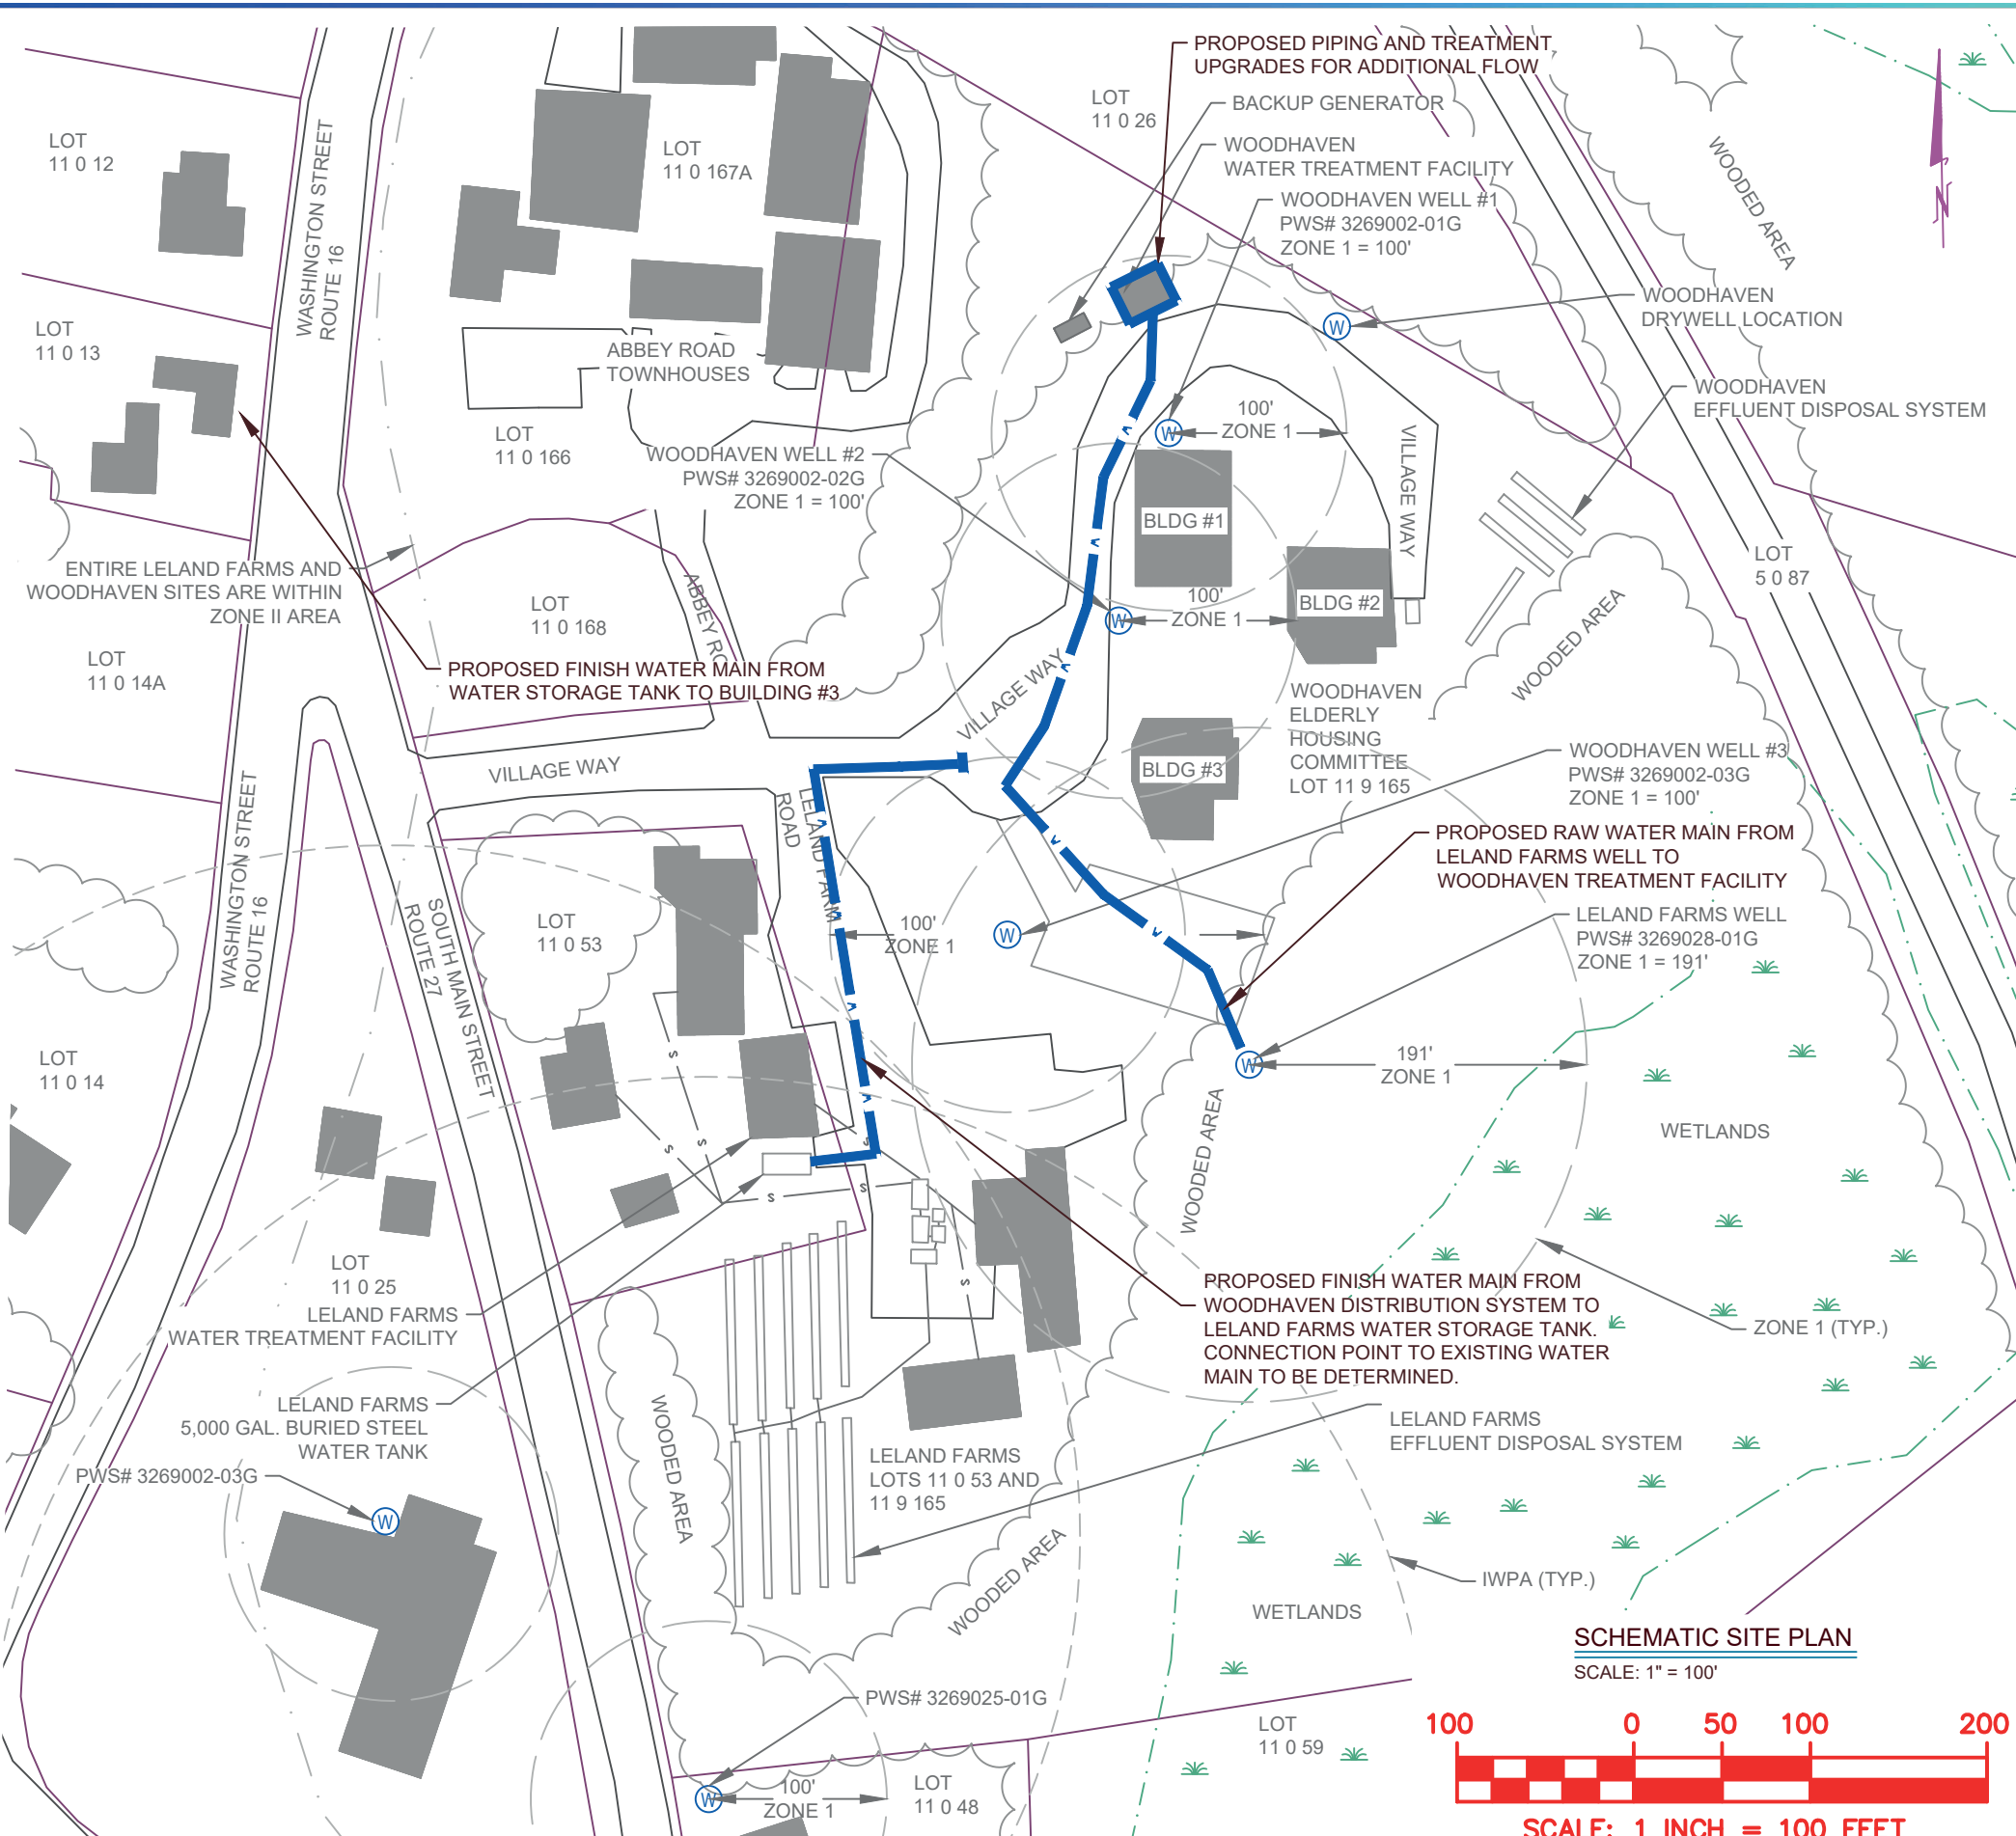 PROPOSED PIPING AND TREATMENT
UPGRADES FOR ADDITIONAL FLOW
LOT
11 0 26
BACKUP GENERATOR
LOT
11 0 12
WASHINGTON STREET
ROUTE 16
LOT
11 0 167A
WOODHAVEN
WATER TREATMENT FACILITY
WOODED AREA
WOODHAVEN WELL #1
PWS# 3269002-01G
ZONE 1 = 100'
N
WOODHAVEN
DRYWELL LOCATION
W
LOT
11 0 13
ABBEY ROAD
TOWNHOUSES
WOODHAVEN
EFFLUENT DISPOSAL SYSTEM
100'
ZONE 1
W
LOT
11 0 166
WOODHAVEN WELL #2
PWS# 3269002-02G
ZONE 1 = 100'
VILLAGE WAY
BLDG #1
LOT
5 0 87
ENTIRE LELAND FARMS AND
WOODHAVEN SITES ARE WITHIN
ZONE II AREA
LOT
11 0 168
ABBEY RO
100'
ZONE 1
W
BLDG #2
WOODED AREA
LOT
11 0 14A
PROPOSED FINISH WATER MAIN FROM
WATER STORAGE TANK TO BUILDING #3
VILLAGE WAY
WOODHAVEN
ELDERLY
HOUSING
COMMITTEE
LOT 11 9 165
BLDG #3
VILLAGE WAY
WOODHAVEN WELL #3
PWS# 3269002-03G
ZONE 1 = 100'
LELAND FARM
ROAD
PROPOSED RAW WATER MAIN FROM
LELAND FARMS WELL TO
WOODHAVEN TREATMENT FACILITY
WASHINGTON STREET
ROUTE 16
SOUTH MAIN STREET
ROUTE 27
LOT
11 0 53
100'
ZONE 1
W
LELAND FARMS WELL
PWS# 3269028-01G
ZONE 1 = 191'
LOT
11 0 14
W
191'
ZONE 1
WETLANDS
WOODED AREA
S
S
S
S
S
S
S
LOT
11 0 25
LELAND FARMS
WATER TREATMENT FACILITY
PROPOSED FINISH WATER MAIN FROM
WOODHAVEN DISTRIBUTION SYSTEM TO
LELAND FARMS WATER STORAGE TANK.
CONNECTION POINT TO EXISTING WATER
MAIN TO BE DETERMINED.
ZONE 1 (TYP.)
LELAND FARMS
5,000 GAL. BURIED STEEL
WATER TANK
WOODED AREA
LELAND FARMS
EFFLUENT DISPOSAL SYSTEM
LELAND FARMS
LOTS 11 0 53 AND
11 9 165
PWS# 3269002-03G
W
WOODED AREA
IWPA (TYP.)
WETLANDS
SCHEMATIC SITE PLAN
SCALE: 1" = 100'
PWS# 3269025-01G
LOT
11 0 59
100 0 50 100 200
W
100'
ZONE 1
LOT
11 0 48
SCALE: 1 INCH = 100 FEET